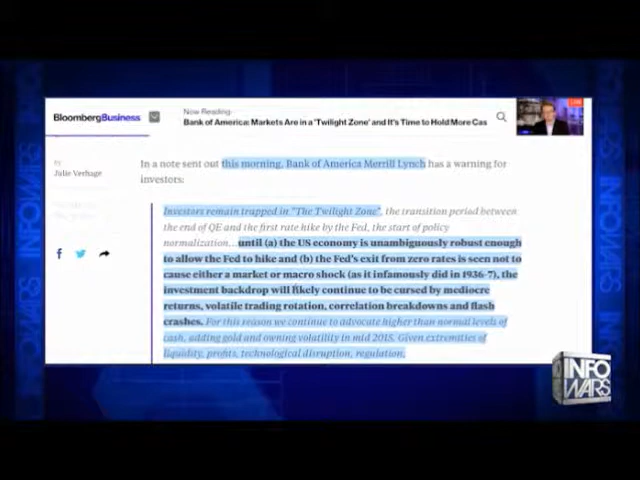 BloombergBusiness
Now Reading:
Bank of America: Markets Are in a 'Twilight Zone' and It's Time to Hold More Cas
by
Julie Verhage
In a note sent out this morning, Bank of America Merrill Lynch has a warning for
investors:
Investors remain trapped in "The Twilight Zone", the transition period between
the end of QE and the first rate hike by the Fed, the start of policy
normalization…until (a) the US economy is unambiguously robust enough
to allow the Fed to hike and (b) the Fed's exit from zero rates is seen not to
cause either a market or macro shock (as it infamously did in 1936-7), the
investment backdrop will likely continue to be cursed by mediocre
returns, volatile trading rotation, correlation breakdowns and flash
crashes. For this reason we continue to advocate higher than normal levels of
cash, adding gold and owning volatility in mid 2015. Given extremities of
liquidity, profits, technological disruption, regulation,
INFO
WARS
INFOWARS
INFOWARS